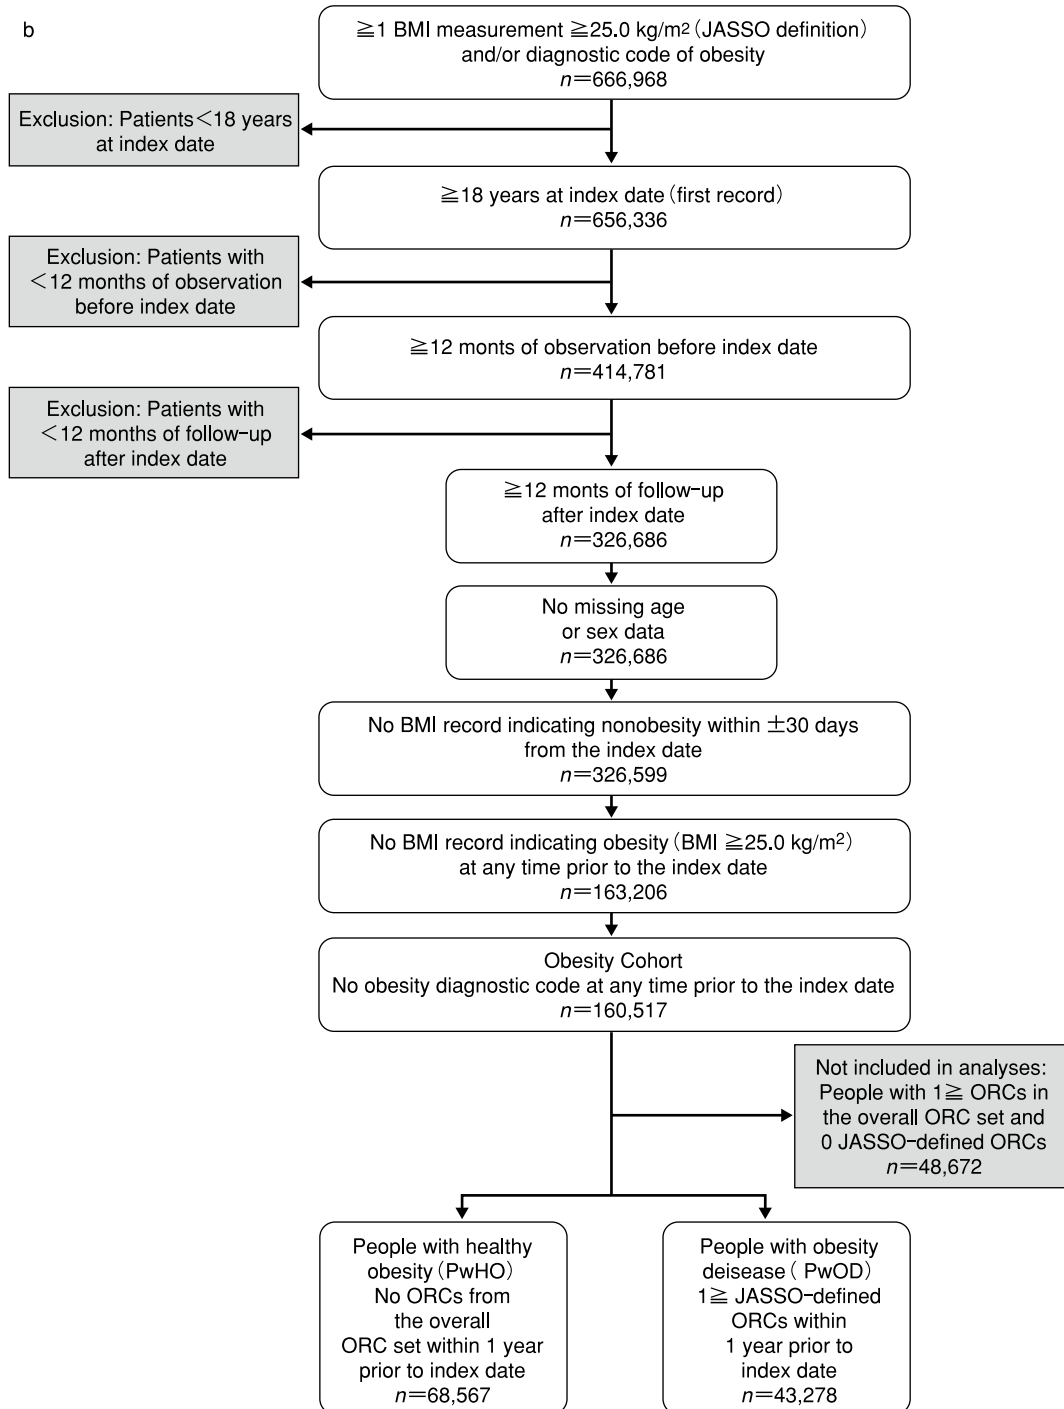 b
≧1 BMI measurement ≧25.0 kg/m² (JASSO definition)
and/or diagnostic code of obesity
n=666,968
Exclusion: Patients<18 years
at index date
≧18 years at index date (first record)
n=656,336
Exclusion: Patients with
<12 months of observation
before index date
≧12 monts of observation before index date
n=414,781
Exclusion: Patients with
<12 months of follow-up
after index date
≧12 monts of follow-up
after index date
n=326,686
No missing age
or sex data
n=326,686
No BMI record indicating nonobesity within ±30 days
from the index date
n=326,599
No BMI record indicating obesity (BMI ≧25.0 kg/m²)
at any time prior to the index date
n=163,206
Obesity Cohort
No obesity diagnostic code at any time prior to the index date
n=160,517
Not included in analyses:
People with 1≧ ORCs in
the overall ORC set and
0 JASSO-defined ORCs
n=48,672
People with healthy
obesity (PwHO)
No ORCs from
the overall
ORC set within 1 year
prior to index date
n=68,567
People with obesity
deisease ( PwOD)
1≧ JASSO-defined
ORCs within
1 year prior to
index date
n=43,278